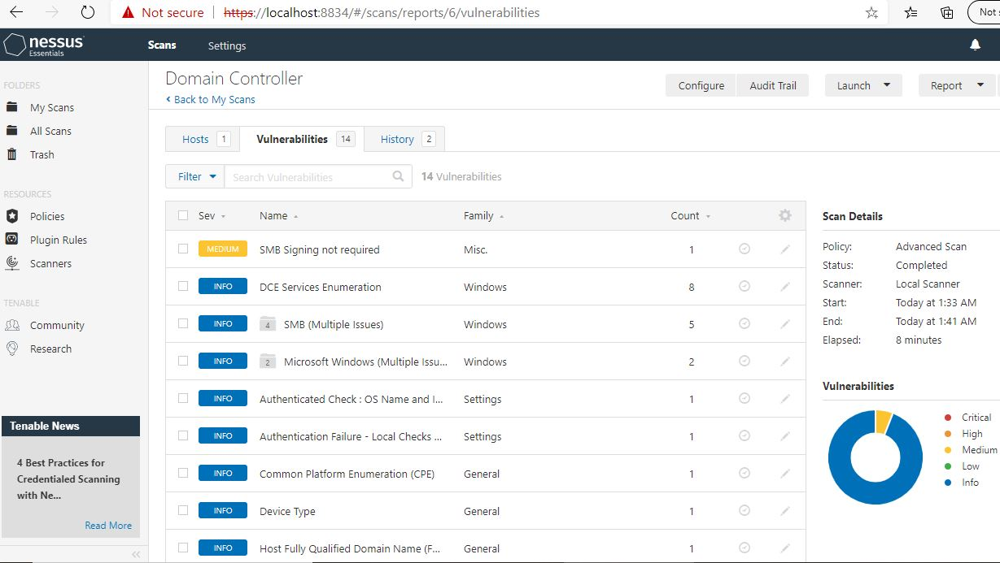 Not secure https://localhost:8834/#/scans/reports/6/vulnerabilities Not s
nessus Essentials Scans Settings
FOLDERS
My Scans
All Scans
Trash
RESOURCES
Policies
Plugin Rules
Scanners
TENABLE
Community
Research
Tenable News
4 Best Practices for
Credentialed Scanning
with Ne...
Read More
Domain Controller
Back to My Scans
Configure Audit Trail Launch Report
Hosts 1 Vulnerabilities 14 History 2
Filter Search Vulnerabilities 14 Vulnerabilities
Sev Name Family Count
MEDIUM SMB Signing not required Misc. 1
INFO DCE Services Enumeration Windows 8
INFO 4 SMB (Multiple Issues) Windows 5
INFO 2 Microsoft Windows (Multiple Issu... Windows 2
INFO Authenticated Check : OS Name and I... Settings 1
INFO Authentication Failure - Local Checks ... Settings 1
INFO Common Platform Enumeration (CPE) General 1
INFO Device Type General 1
INFO Host Fully Qualified Domain Name (F... General 1
Scan Details
Policy: Advanced Scan
Status: Completed
Scanner: Local Scanner
Start: Today at 1:33 AM
End: Today at 1:41 AM
Elapsed: 8 minutes
Vulnerabilities
Critical
High
Medium
Low
Info